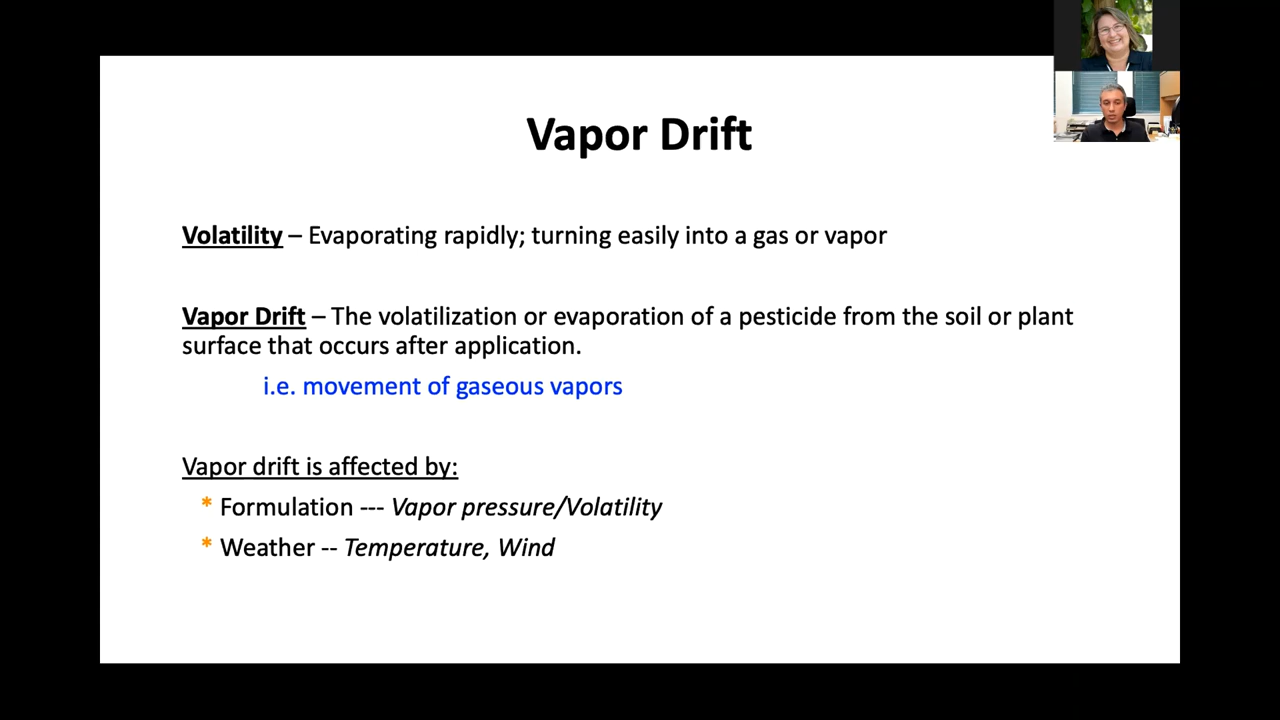 Vapor Drift
Volatility – Evaporating rapidly; turning easily into a gas or vapor
Vapor Drift – The volatilization or evaporation of a pesticide from the soil or plant
surface that occurs after application.
i.e. movement of gaseous vapors
Vapor drift is affected by:
* Formulation --- Vapor pressure/Volatility
* Weather -- Temperature, Wind